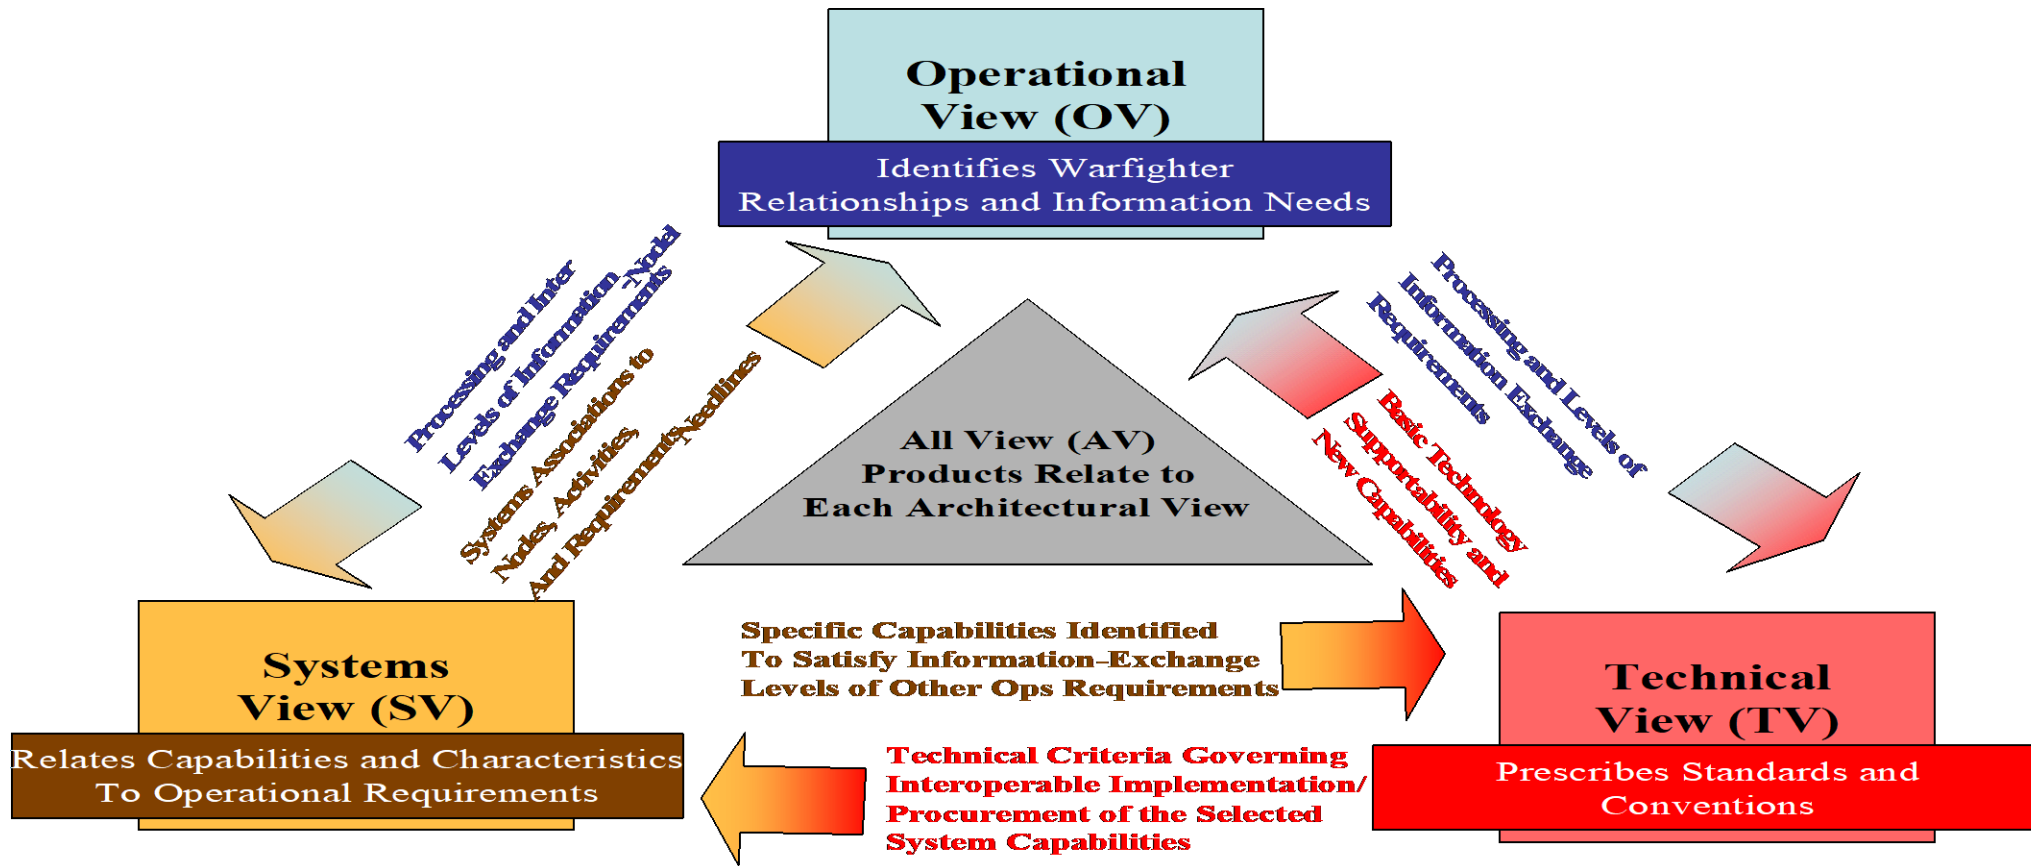 Operational
View (OV)
Identifies Warfighter
Relationships and Information Needs
Processing and Inter
-Nodel
Levels of Information
Exchange Requirements
Systems Associations to
Nodes, Activities,
Needlines
And Requirements
Processing and Levels of
Information Exchange
Requirements
Basic Technology
Supportability and
New Capabilities
All View (AV)
Products Relate to
Each Architectural View
Specific Capabilities Identified
To Satisfy Information-Exchange
Levels of Other Ops Requirements
Systems
View (SV)
Relates Capabilities and Characteristics
To Operational Requirements
Technical Criteria Governing
Interoperable Implementation/
Procurement of the Selected
System Capabilities
Technical
View (TV)
Prescribes Standards and
Conventions